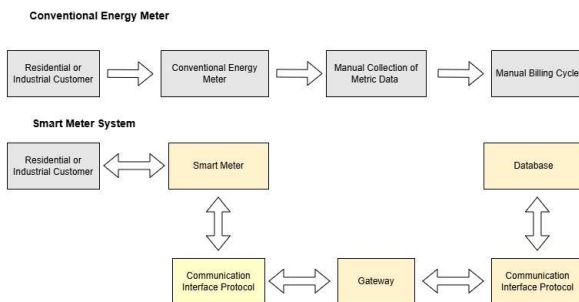 Conventional Energy Meter
Residential or
Industrial Customer
Conventional Energy
Meter
Manual Collection of
Metric Data
Manual Billing Cycle
Smart Meter System
Residential or
Industrial Customer
Smart Meter
Database
Communication
Interface Protocol
Gateway
Communication
Interface Protocol